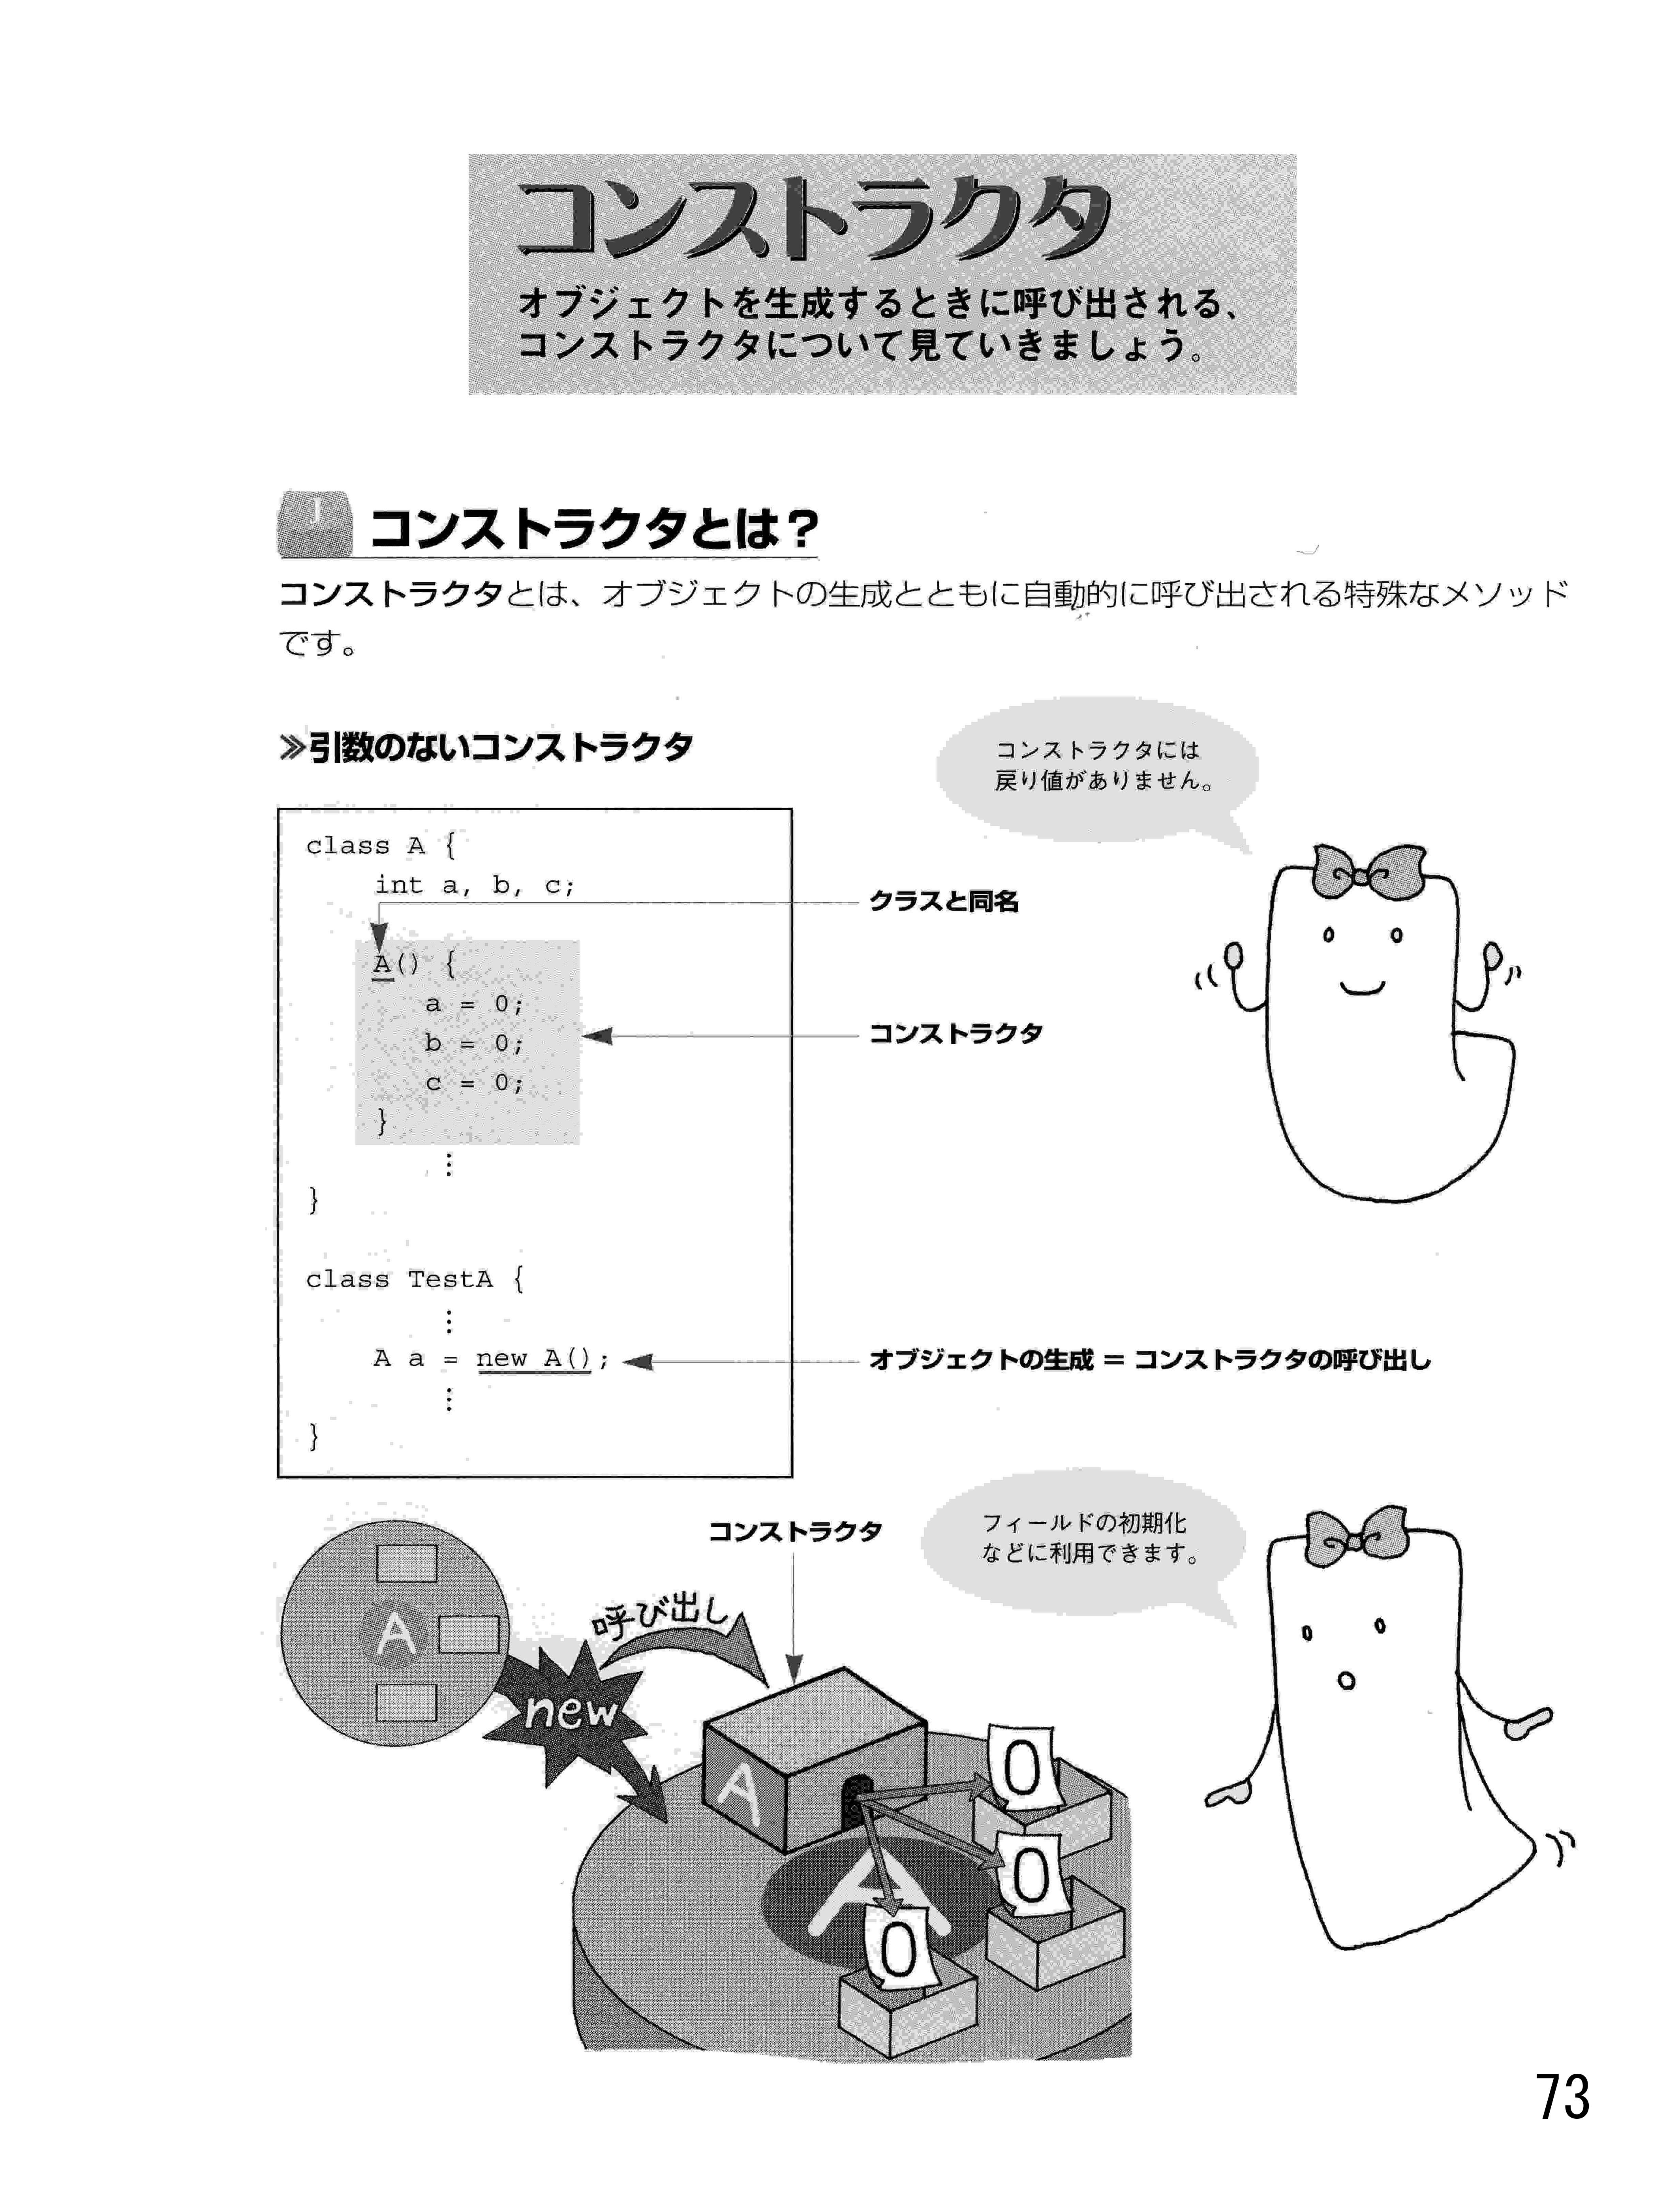 コンストラクタ
オブジェクトを生成するときに呼び出される、
コンストラクタについて見ていきましょう。
J
コンストラクタとは？
コンストラクタとは、オブジェクトの生成とともに自動的に呼び出される特殊なメソッド
です。
≫引数のないコンストラクタ
コンストラクタには
戻り値がありません。
class A {
int a, b, c;
クラスと同名
A() {
a = 0;
b = 0;
コンストラクタ
c = 0;
}
⋮
}
class TestA {
⋮
A a = new A();
オブジェクトの生成 ＝ コンストラクタの呼び出し
⋮
}
コンストラクタ
フィールドの初期化
などに利用できます。
呼び出し
A
new
A
0
0
A
0
73